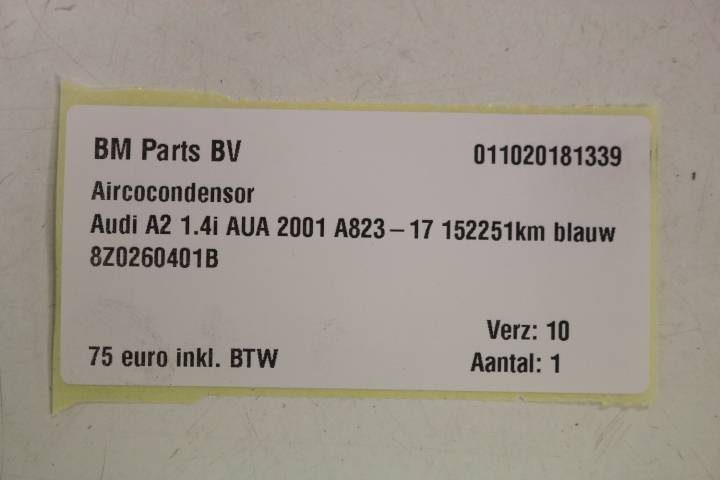 BM Parts BV 011020181339
Aircocondensor
Audi A2 1.4i AUA 2001 A823-17 152251km blauw
8Z0260401B
Verz: 10
75 euro inkl. BTW Aantal: 1